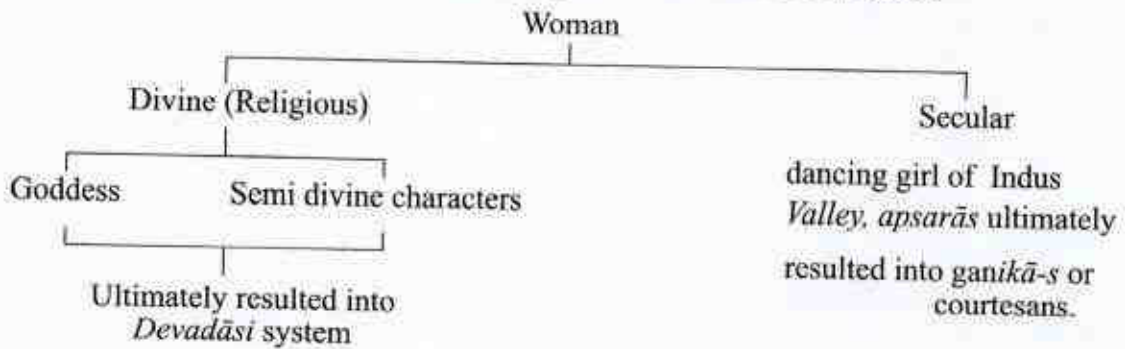 Woman
Divine (Religious)
Secular
Goddess
Semi divine characters
dancing girl of Indus
Valley, apsarās ultimately
resulted into ganikā-s or
courtesans.
Ultimately resulted into
Devadāsi system